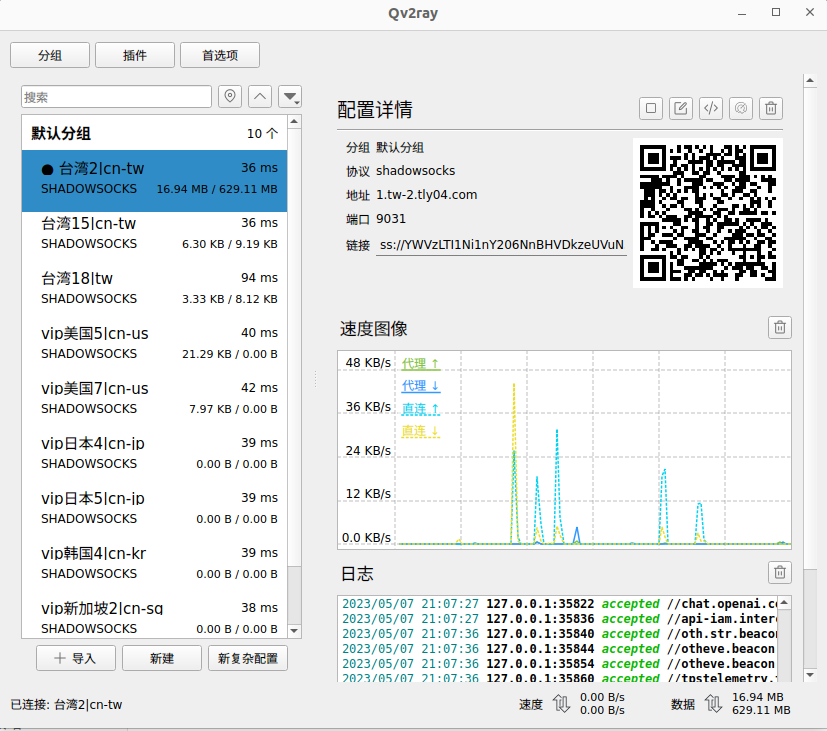 Qv2ray
分组 插件 首选项
搜索
默认分组 10 个
台湾2|cn-tw 36 ms
SHADOWSOCKS 16.94 MB / 629.11 MB
台湾15|cn-tw 36 ms
SHADOWSOCKS 6.30 KB / 9.19 KB
台湾18|tw 94 ms
SHADOWSOCKS 3.33 KB / 8.12 KB
vip美国5|cn-us 40 ms
SHADOWSOCKS 21.29 KB / 0.00 B
vip美国7|cn-us 42 ms
SHADOWSOCKS 7.97 KB / 0.00 B
vip日本4|cn-jp 39 ms
SHADOWSOCKS 0.00 B / 0.00 B
vip日本5|cn-jp 39 ms
SHADOWSOCKS 0.00 B / 0.00 B
vip韩国4|cn-kr 39 ms
SHADOWSOCKS 0.00 B / 0.00 B
vip新加坡2|cn-sg 38 ms
SHADOWSOCKS 0.00 B / 0.00 B
导入 新建 新复杂配置
配置详情
分组 默认分组
协议 shadowsocks
地址 1.tw-2.tly04.com
端口 9031
链接 ss://YWVzLTI1Ni1nY206NnBHVDkzeUVuN
速度图像
48 KB/s
36 KB/s
24 KB/s
12 KB/s
0.0 KB/s
代理 ↑
代理 ↓
直连 ↑
直连 ↓
日志
2023/05/07 21:07:27 127.0.0.1:35822 accepted //chat.openai.c
2023/05/07 21:07:27 127.0.0.1:35836 accepted //api-iam.inter
2023/05/07 21:07:36 127.0.0.1:35840 accepted //oth.str.beacon
2023/05/07 21:07:36 127.0.0.1:35844 accepted //otheve.beacon
2023/05/07 21:07:36 127.0.0.1:35854 accepted //otheve.beacon
2023/05/07 21:07:36 127.0.0.1:35860 accepted //tpstelemetry.
已连接: 台湾2|cn-tw
速度 0.00 B/s
0.00 B/s
数据 16.94 MB
629.11 MB